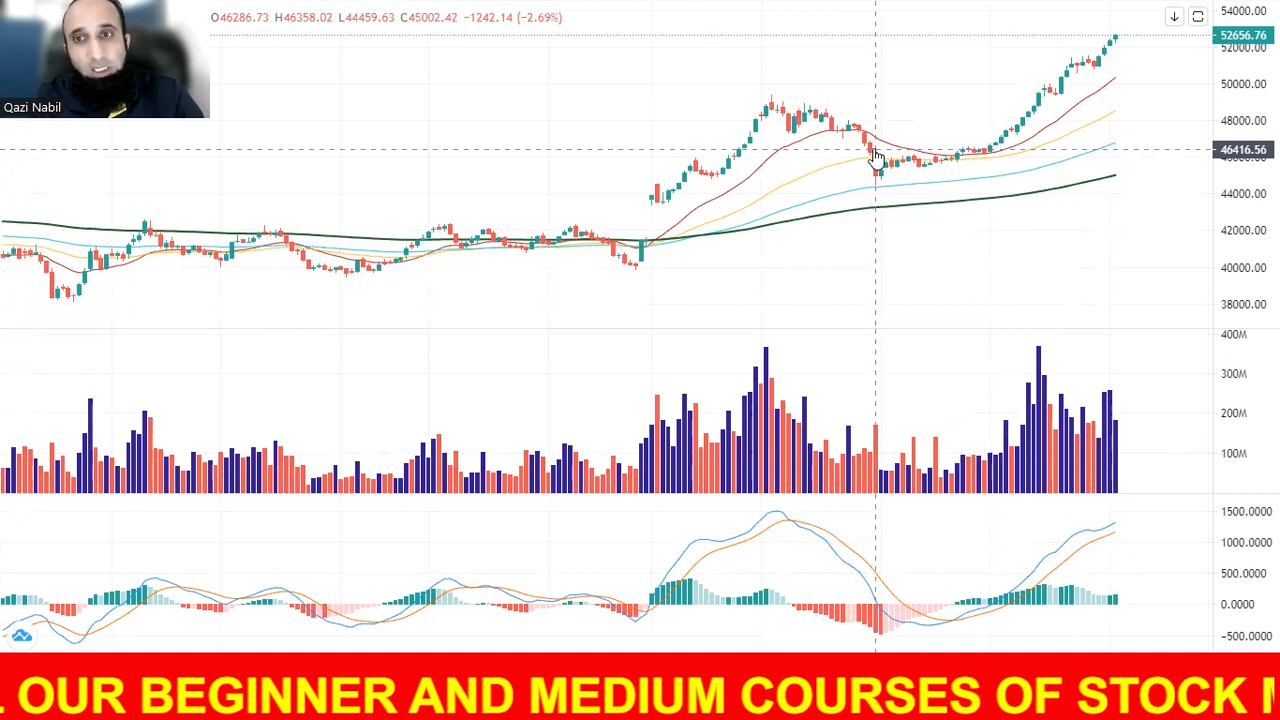 O46286.73 H46358.02 L44459.63 C45002.42 −1242.14 (−2.69%)
Qazi Nabil
54000.00
52656.76
52000.00
50000.00
48000.00
46416.56
44000.00
42000.00
40000.00
38000.00
400M
300M
200M
100M
1500.0000
1000.0000
500.0000
0.0000
−500.0000
OUR BEGINNER AND MEDIUM COURSES OF STOCK